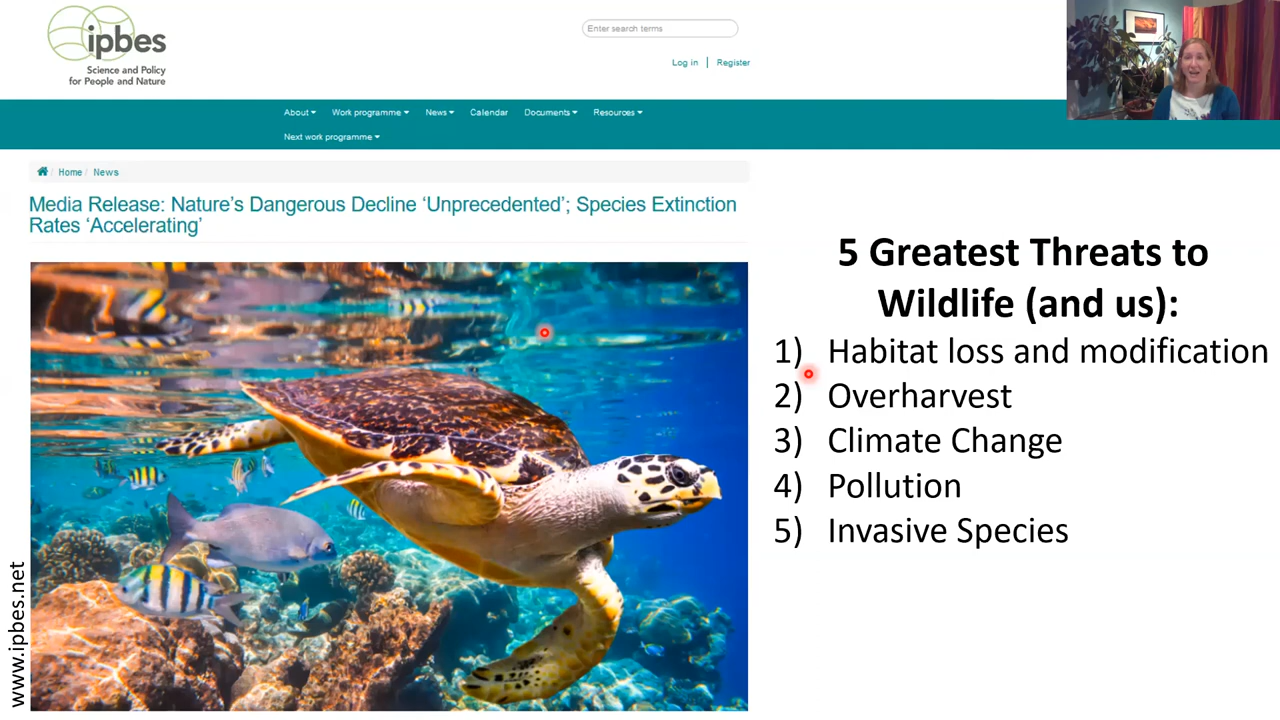 ipbes
Science and Policy
for People and Nature
Enter search terms
Log in | Register
About
Work programme
News
Calendar
Documents
Resources
Next work programme
/ Home / News
Media Release: Nature’s Dangerous Decline ‘Unprecedented’; Species Extinction
Rates ‘Accelerating’
www.ipbes.net
5 Greatest Threats to
Wildlife (and us):
1) Habitat loss and modification
2) Overharvest
3) Climate Change
4) Pollution
5) Invasive Species